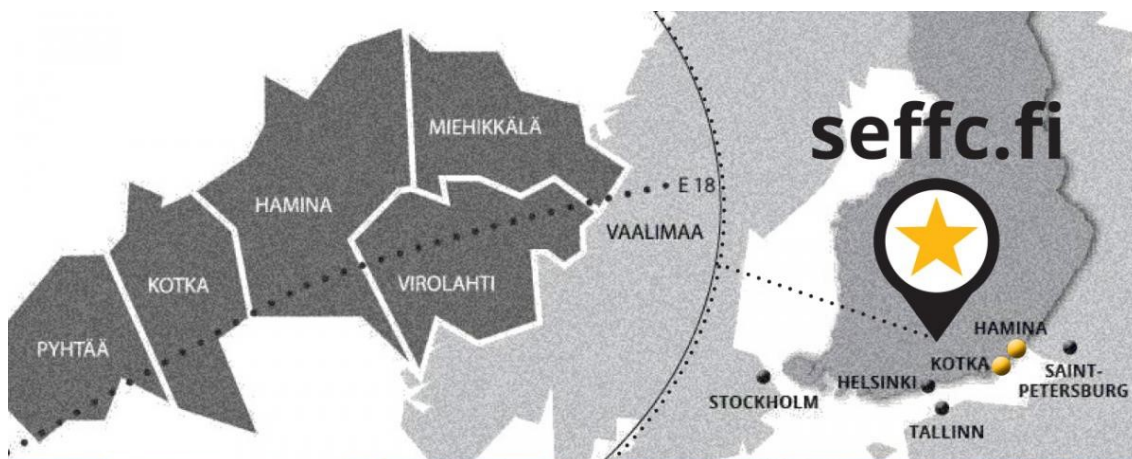 MIEHIKKÄLÄ
HAMINA
E 18
VAALIMAA
KOTKA
VIROLAHTI
PYHTÄÄ
seffc.fi
HAMINA
KOTKA
HELSINKI
SAINT-
PETERSBURG
STOCKHOLM
TALLINN